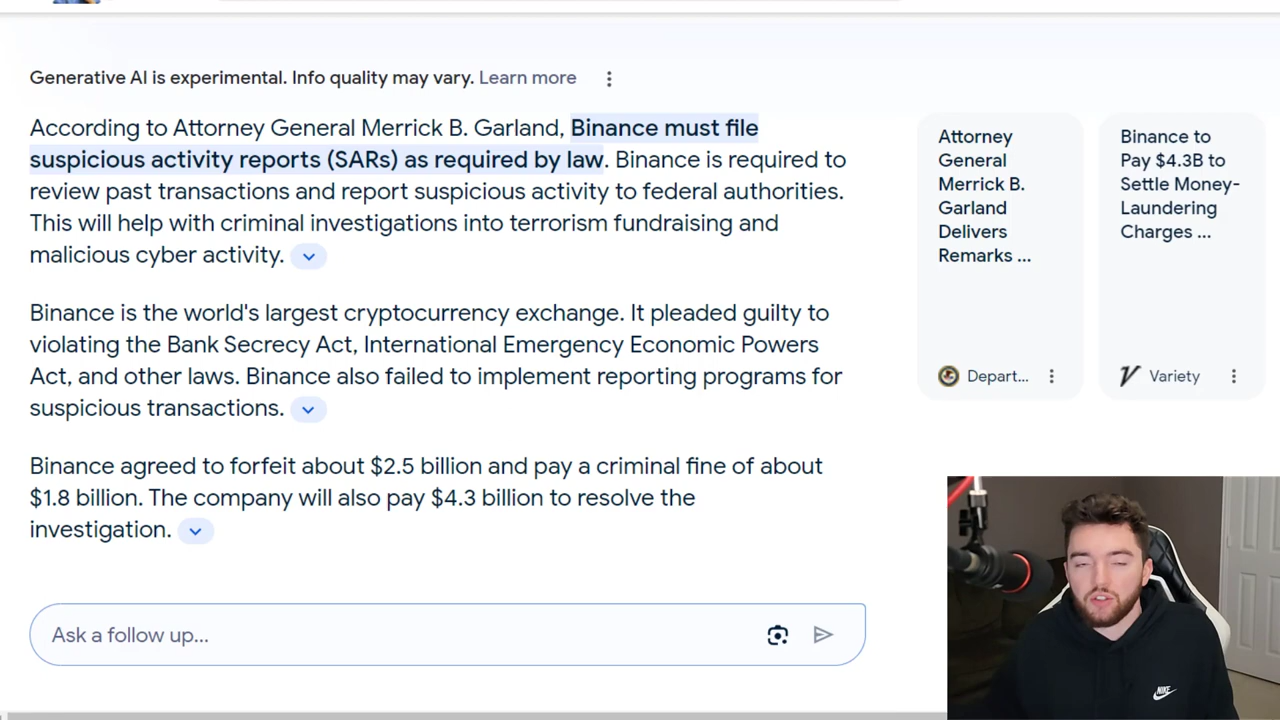 Generative AI is experimental. Info quality may vary. Learn more
According to Attorney General Merrick B. Garland, Binance must file
suspicious activity reports (SARs) as required by law. Binance is required to
review past transactions and report suspicious activity to federal authorities.
This will help with criminal investigations into terrorism fundraising and
malicious cyber activity.
Binance is the world's largest cryptocurrency exchange. It pleaded guilty to
violating the Bank Secrecy Act, International Emergency Economic Powers
Act, and other laws. Binance also failed to implement reporting programs for
suspicious transactions.
Binance agreed to forfeit about $2.5 billion and pay a criminal fine of about
$1.8 billion. The company will also pay $4.3 billion to resolve the
investigation.
Ask a follow up...
Attorney
General
Merrick B.
Garland
Delivers
Remarks ...
Depart...
Binance to
Pay $4.3B to
Settle Money-
Laundering
Charges ...
Variety
NIKE